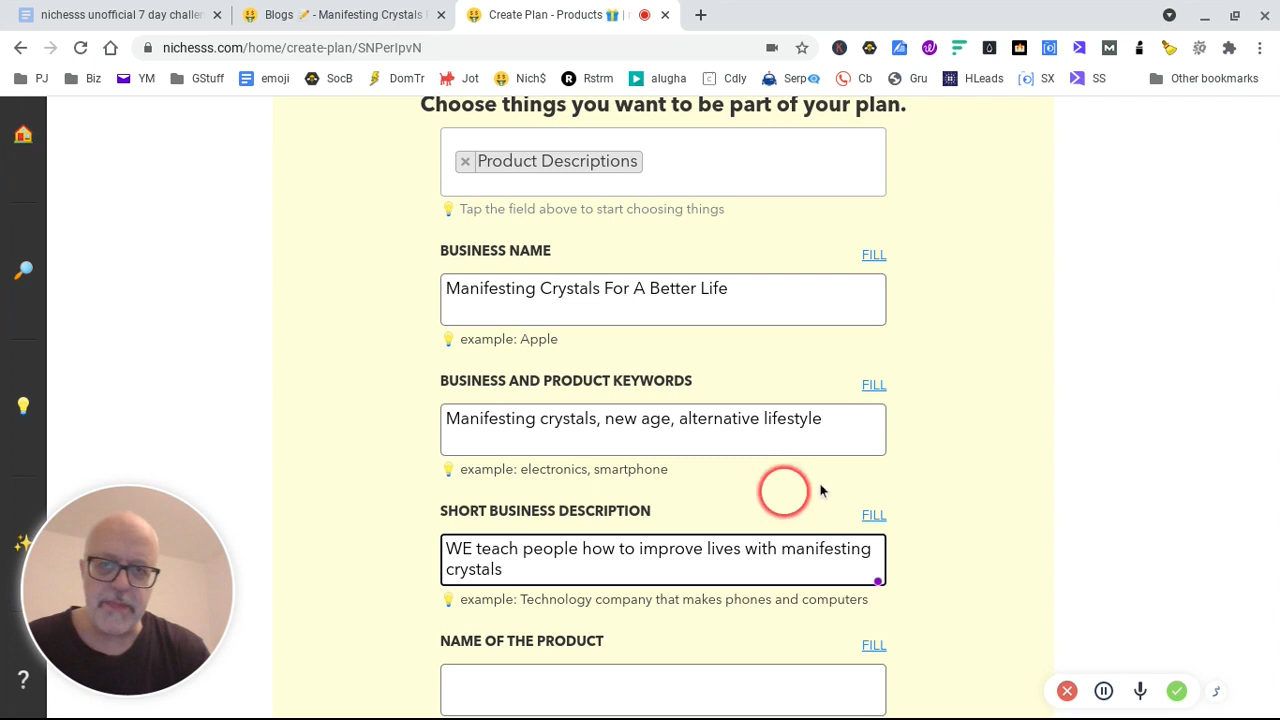 nichesss unofficial 7 day challer
Blogs 📝 - Manifesting Crystals F
Create Plan - Products 🎁 | n
nichesss.com/home/create-plan/SNPerIpvN
PJ
Biz
YM
GStuff
emoji
SocB
DomTr
Jot
Nich$
Rstrm
alugha
Cdly
Serp
Cb
Gru
HLeads
SX
SS
Other bookmarks
Choose things you want to be part of your plan.
× Product Descriptions
💡 Tap the field above to start choosing things
BUSINESS NAME
FILL
Manifesting Crystals For A Better Life
💡 example: Apple
BUSINESS AND PRODUCT KEYWORDS
FILL
Manifesting crystals, new age, alternative lifestyle
💡 example: electronics, smartphone
SHORT BUSINESS DESCRIPTION
FILL
WE teach people how to improve lives with manifesting
crystals
💡 example: Technology company that makes phones and computers
NAME OF THE PRODUCT
FILL
?